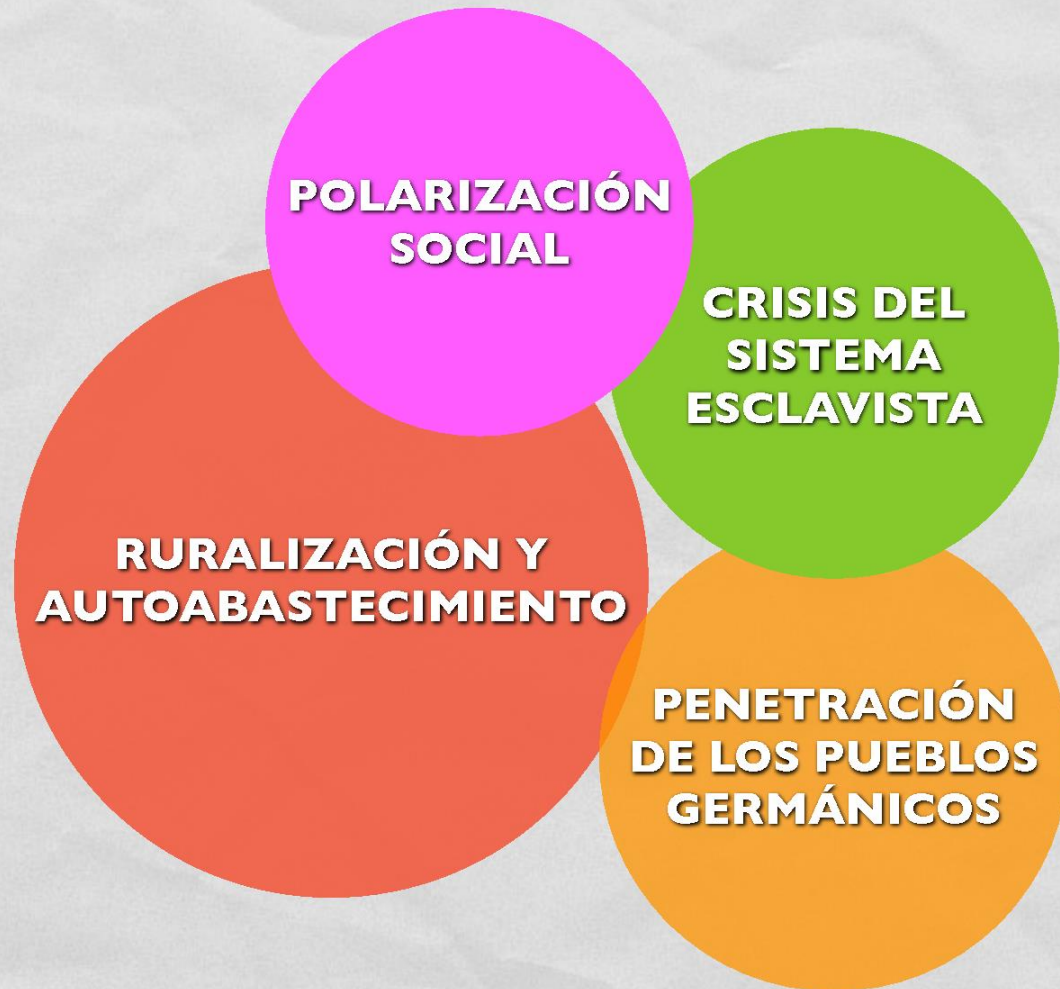 POLARIZACIÓN
SOCIAL
CRISIS DEL
SISTEMA
ESCLAVISTA
RURALIZACIÓN Y
AUTOABASTECIMIENTO
PENETRACIÓN
DE LOS PUEBLOS
GERMÁNICOS